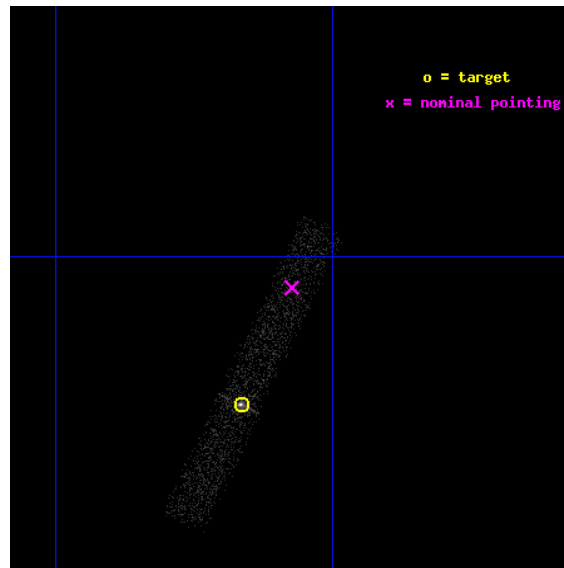 o = target
x = nominal pointing